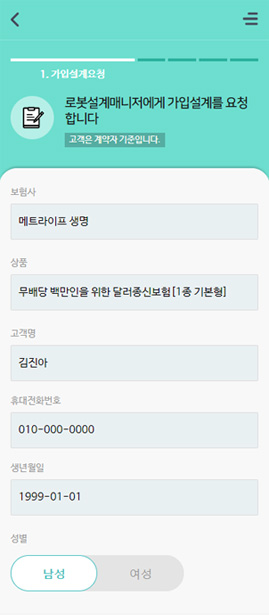 1. 가입설계요청
로봇설계매니저에게 가입설계를 요청
합니다
고객은 계약자 기준입니다.
보험사
메트라이프 생명
상품
무배당 백만인을 위한 달러종신보험[1종 기본형]
고객명
김진아
휴대전화번호
010-000-0000
생년월일
1999-01-01
성별
남성 여성